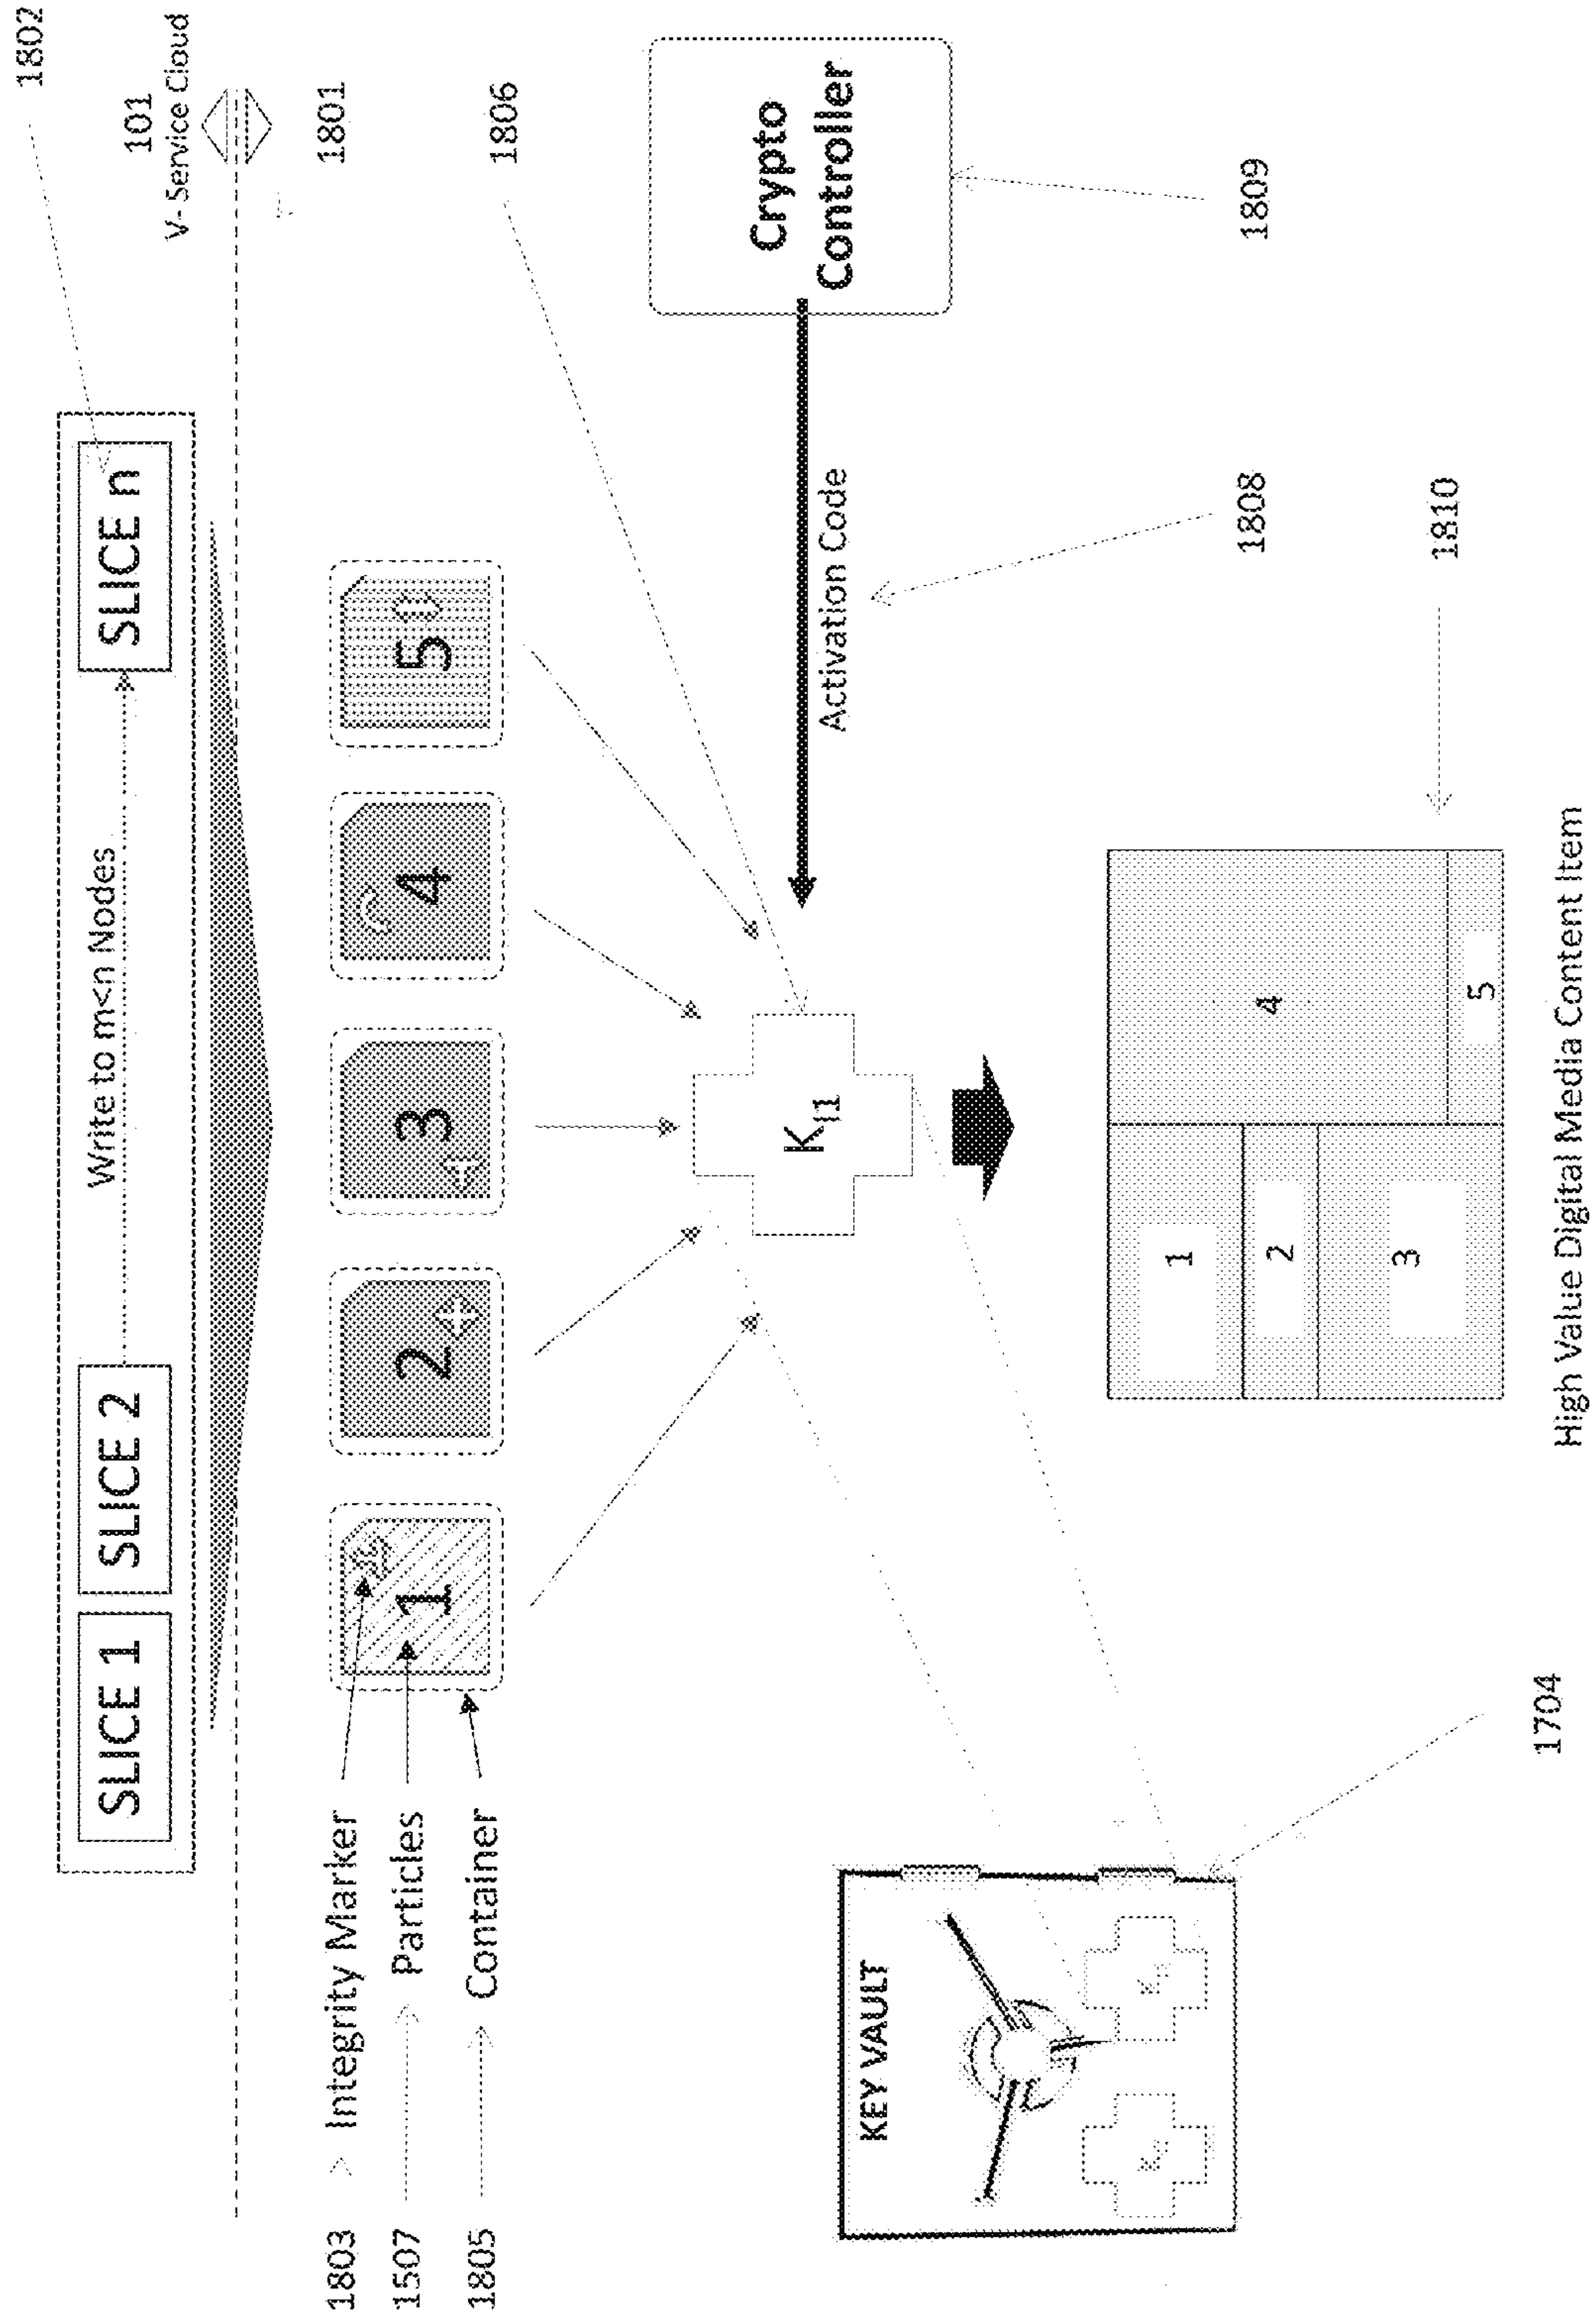 1802
101
V-Service Cloud
1801
1806
SLICE 1
SLICE 2
Write to m<n Nodes
SLICE n
1803
Integrity Marker
1507
Particles
1805
Container
1
2
3
4
5
Crypto
Controller
1809
Activation Code
1808
K
KEY VAULT
1704
1
2
3
4
5
1810
High Value Digital Media Content Item